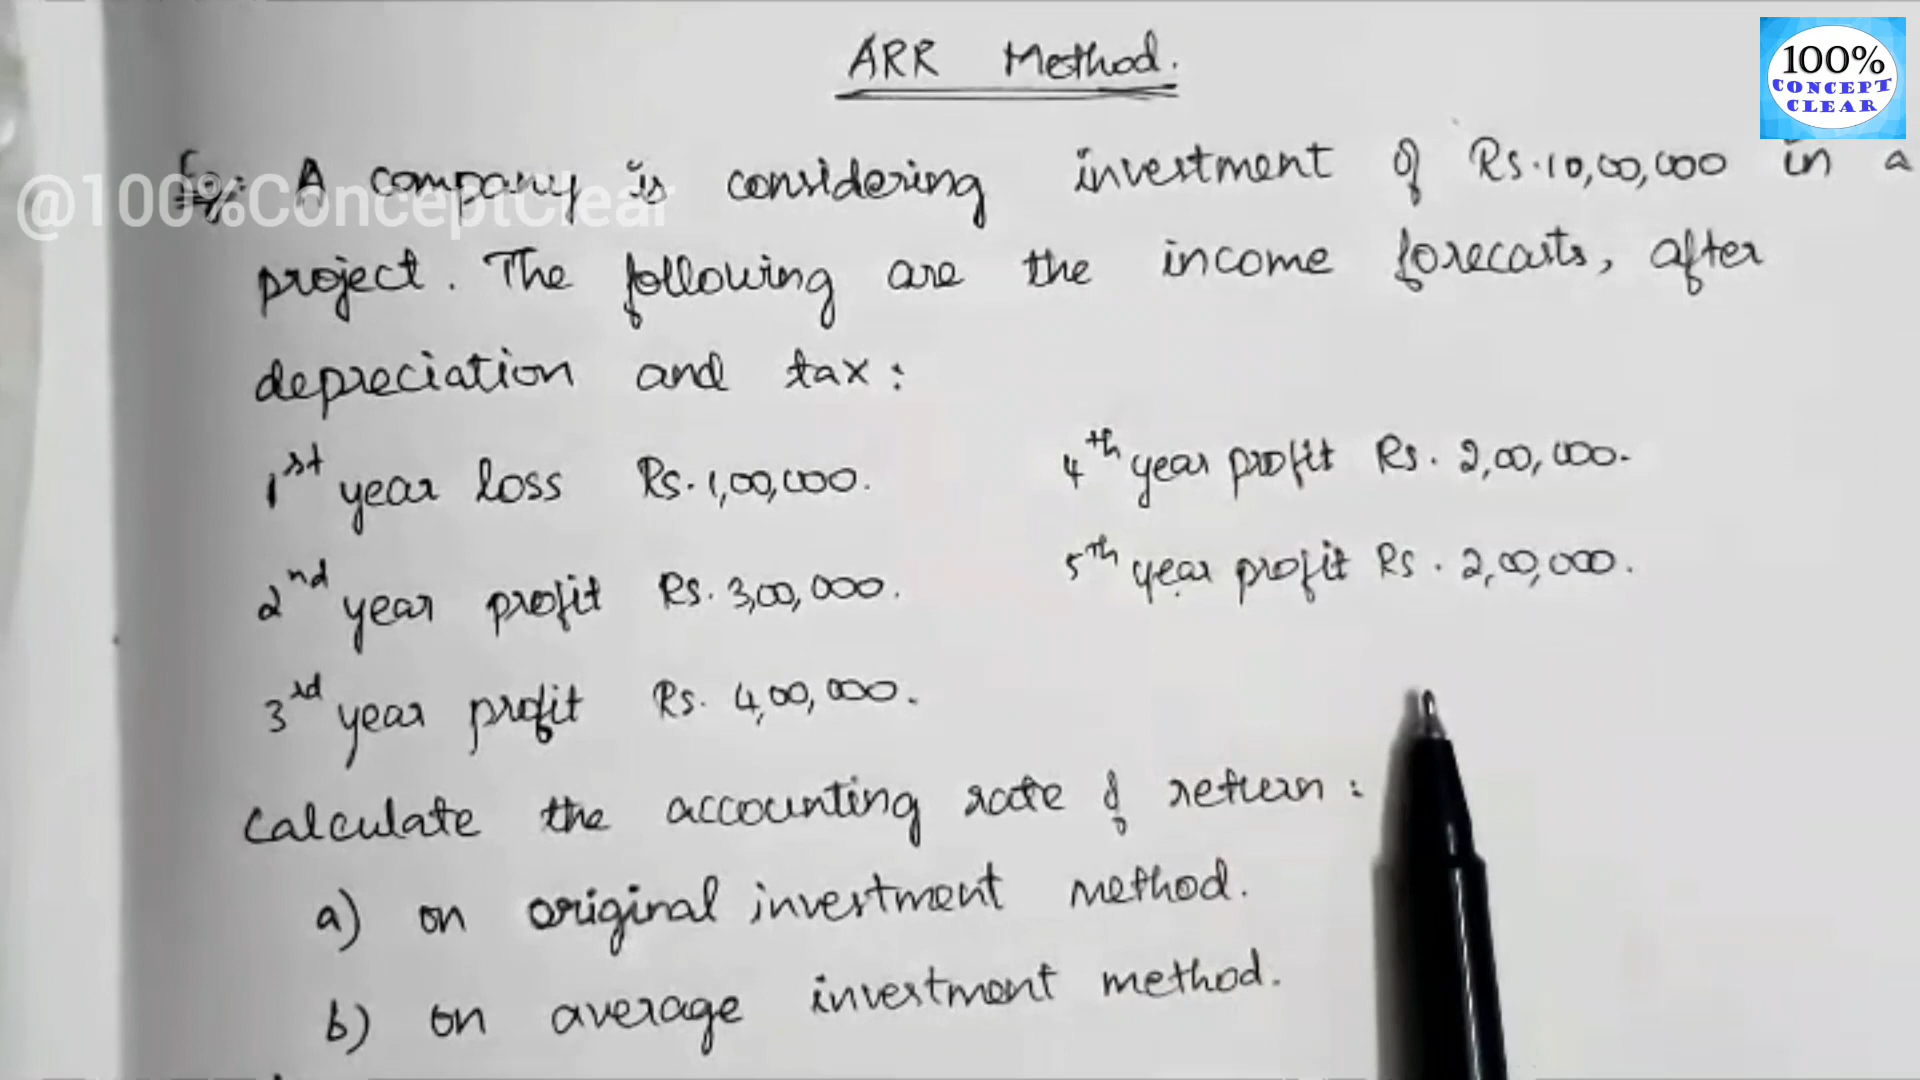 ARR Method.
100%
CONCEPT
CLEAR
@100%ConceptClear
Eg: A company is considering investment of Rs.10,00,000 in a
project. The following are the income forecasts, after
depreciation and tax:
1st year loss Rs.1,00,000.
2nd year profit Rs.3,00,000.
3rd year profit Rs. 4,00,000.
4th year profit Rs. 2,00,000.
5th year profit Rs. 2,00,000.
Calculate the accounting rate of return:
a) on original investment method.
b) on average investment method.